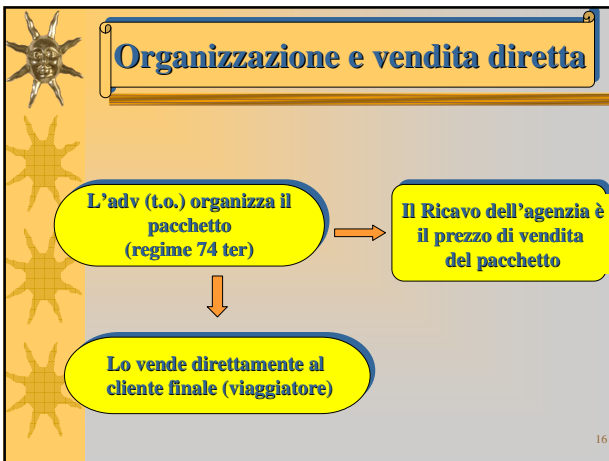 Organizzazione e vendita diretta
L'adv (t.o.) organizza il
pacchetto
(regime 74 ter)
Il Ricavo dell'agenzia è
il prezzo di vendita
del pacchetto
Lo vende direttamente al
cliente finale (viaggiatore)
16